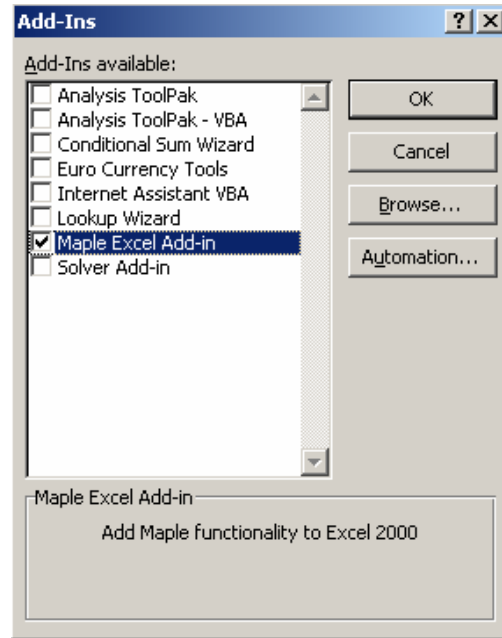 Add-Ins
Add-Ins available:
Analysis ToolPak
Analysis ToolPak - VBA
Conditional Sum Wizard
Euro Currency Tools
Internet Assistant VBA
Lookup Wizard
Maple Excel Add-in
Solver Add-in
OK
Cancel
Browse...
Automation...
Maple Excel Add-in
Add Maple functionality to Excel 2000